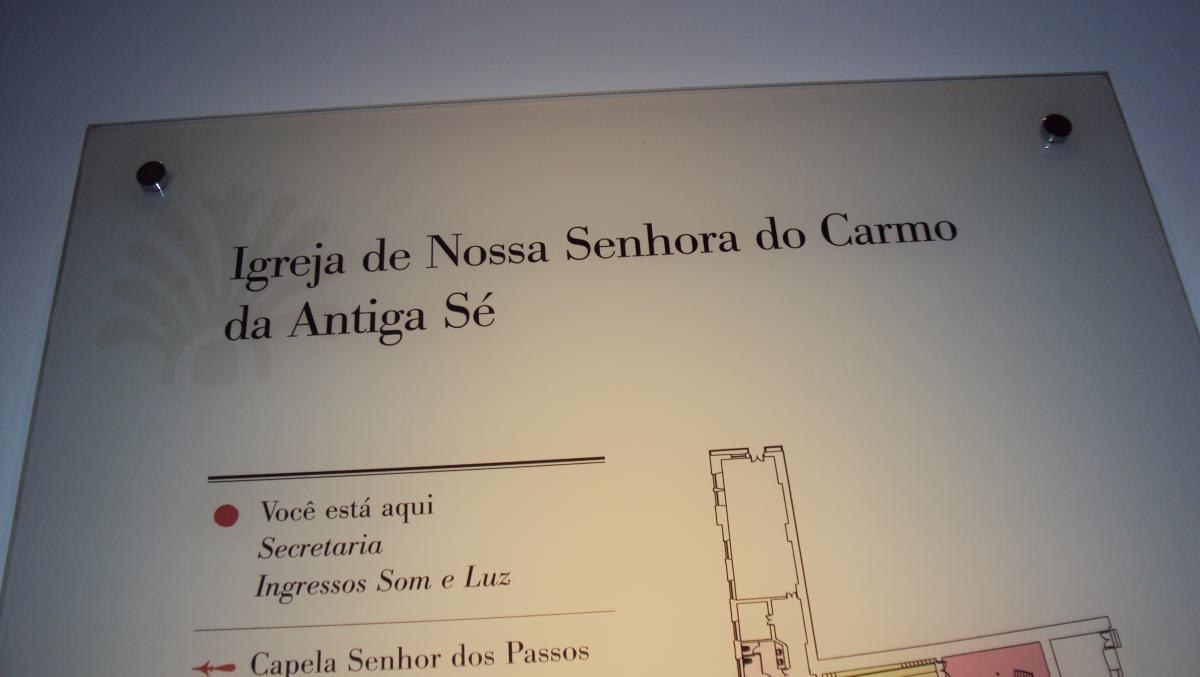 Igreja de Nossa Senhora do Carmo
da Antiga Sé
Você está aqui
Secretaria
Ingressos Som e Luz
Capela Senhor dos Passos